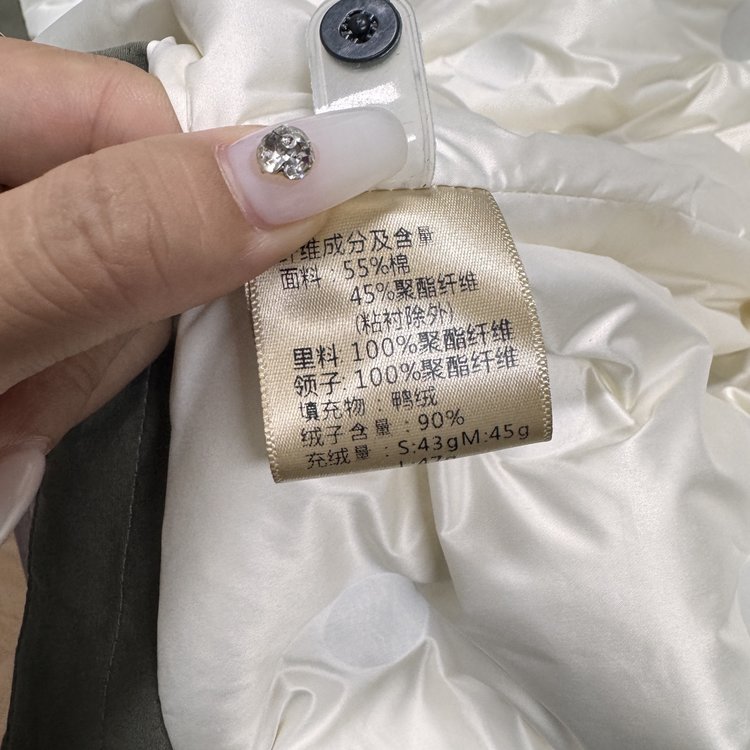 纤维成分及含量
面料：55%棉
45%聚酯纤维
(粘衬除外)
里料 100%聚酯纤维
领子 100%聚酯纤维
填充物：鸭绒
绒子含量：90%
充绒量：S:43gM:45g